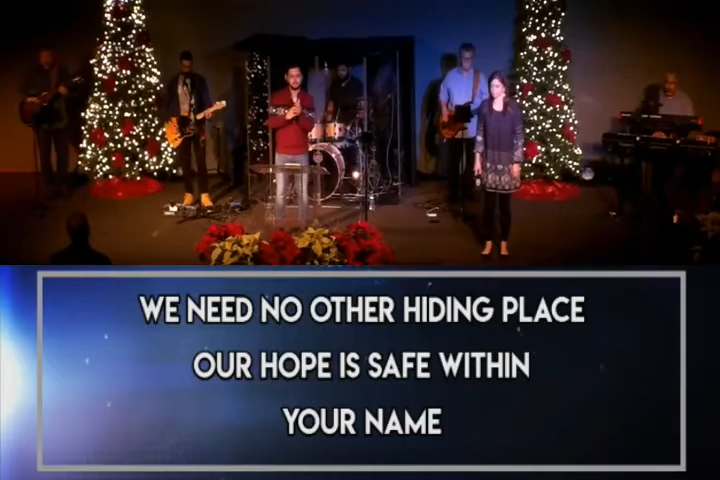 WE NEED NO OTHER HIDING PLACE
OUR HOPE IS SAFE WITHIN
YOUR NAME